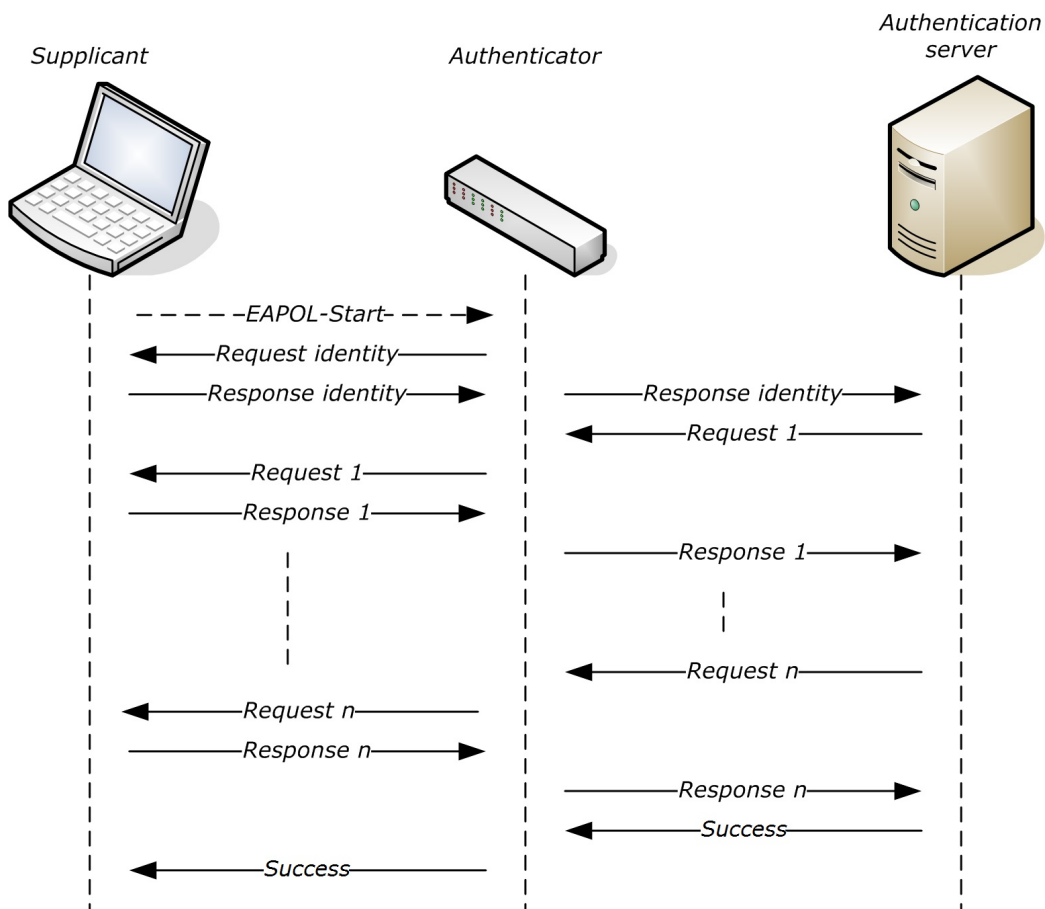 Supplicant
Authenticator
Authentication
server
EAPOL-Start
Request identity
Response identity
Response identity
Request 1
Request 1
Response 1
Response 1
Request n
Request n
Response n
Response n
Success
Success